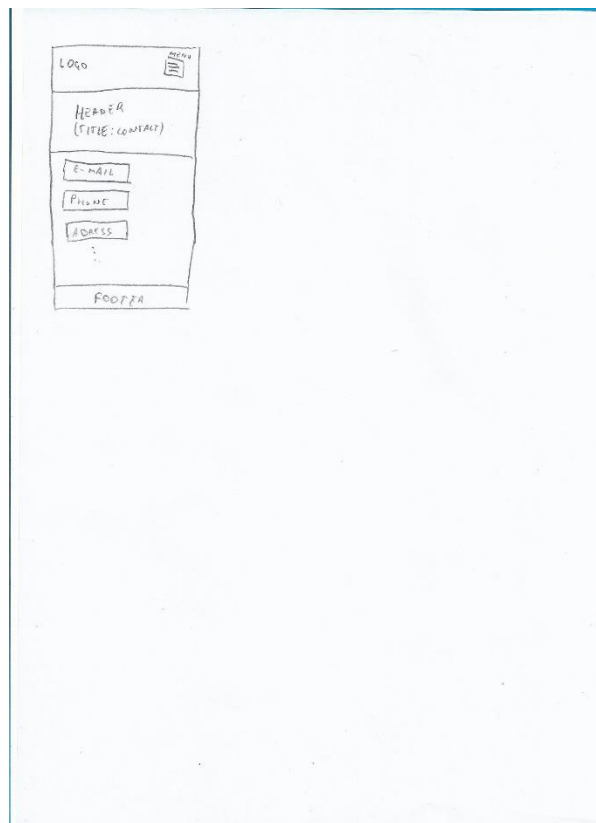 LOGO
MENU
HEADER
(TITLE: CONTACT)
E-MAIL
PHONE
ADRESS
FOOTER